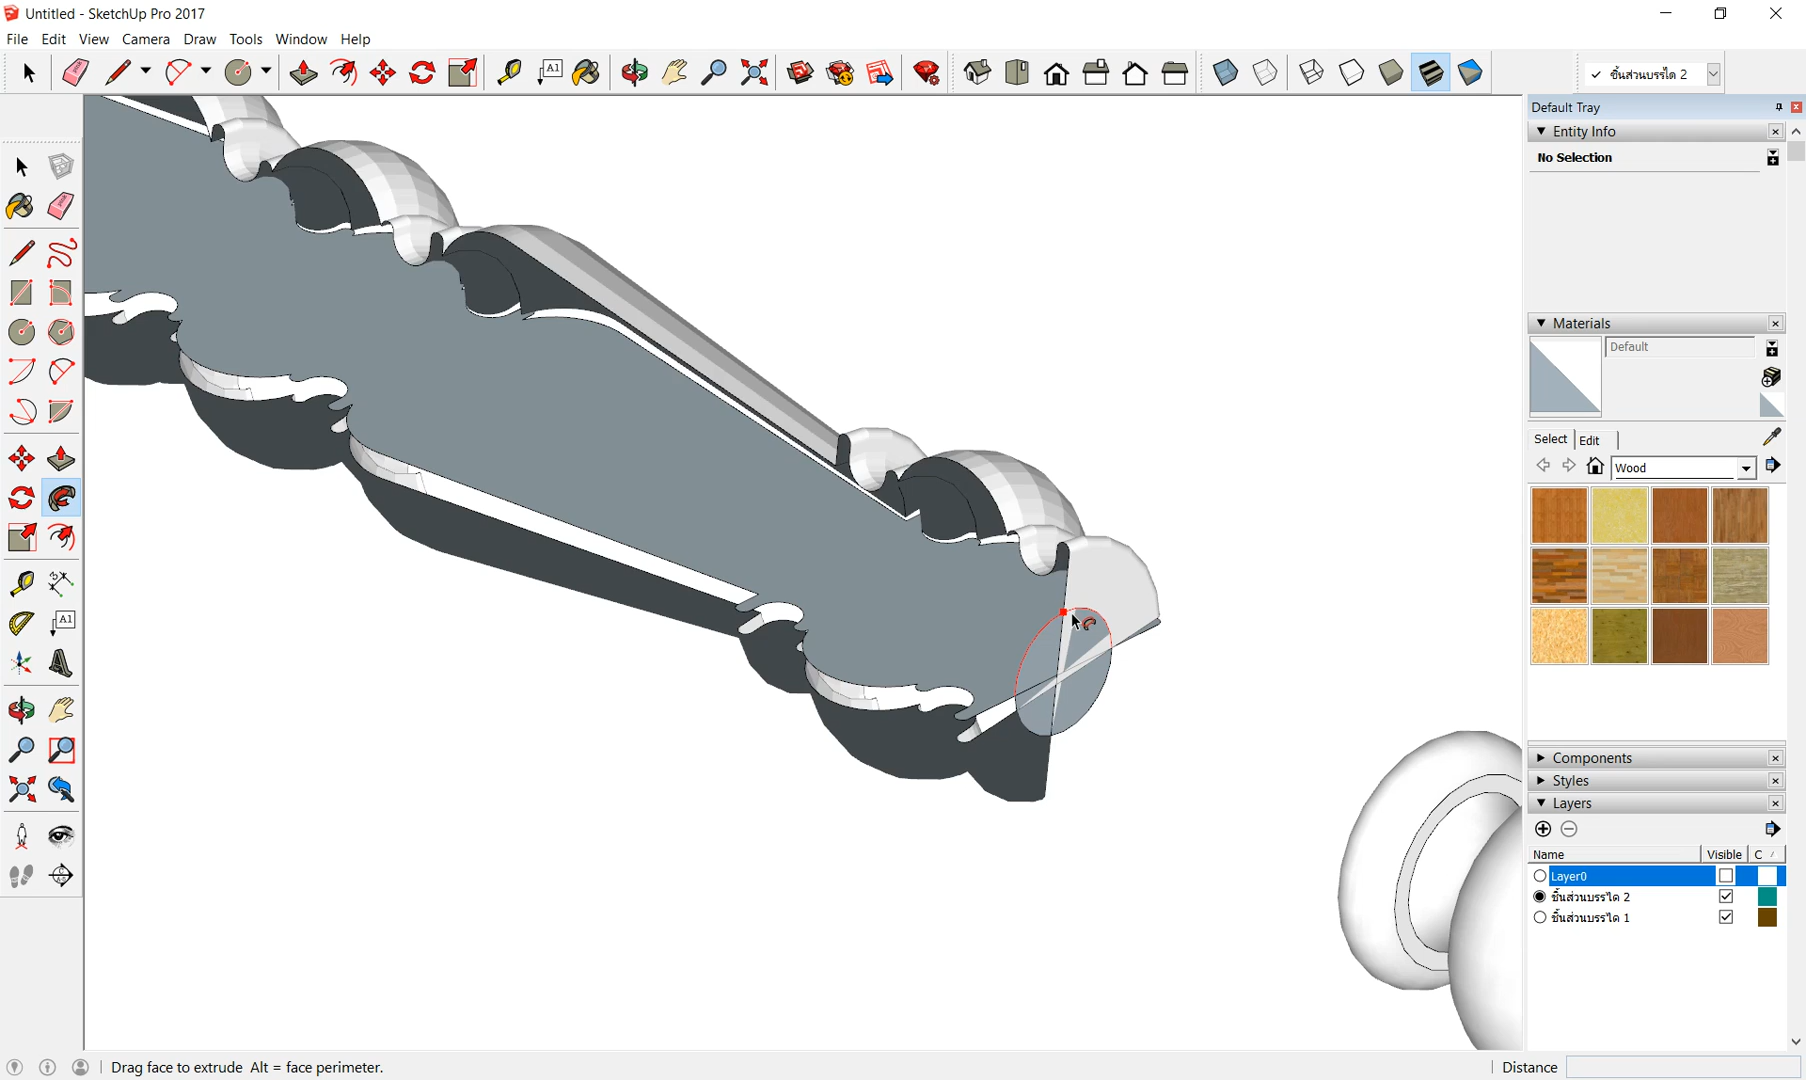 Untitled - SketchUp Pro 2017
File Edit View Camera Draw Tools Window Help
A1
✓ ชิ้นส่วนบรรได 2
Default Tray
Entity Info
No Selection
Materials
Default
Select Edit
Wood
Components
Styles
Layers
Name Visible C
Layer0
ชิ้นส่วนบรรได 2
ชิ้นส่วนบรรได 1
A1
Drag face to extrude Alt = face perimeter.
Distance